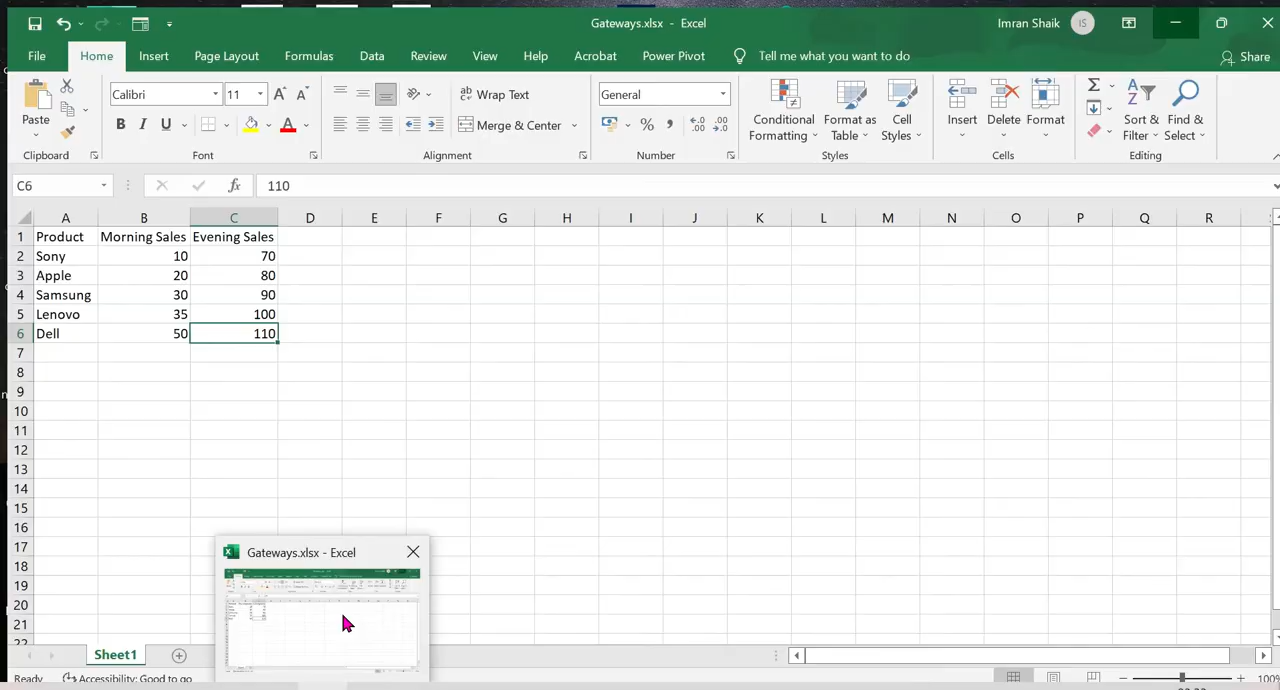 Gateways.xlsx - Excel
Imran Shaik
IS
File Home Insert Page Layout Formulas Data Review View Help Acrobat Power Pivot Tell me what you want to do
Share
Paste
Calibri 11 A A
B I U A
Wrap Text
Merge & Center
General
% ,
Conditional Formatting
Format as Table
Cell Styles
Insert Delete Format
Sort & Filter
Find & Select
Clipboard Font Alignment Number Styles Cells Editing
C6 fx 110
A B C D E F G H I J K L M N O P Q R
1 Product Morning Sales Evening Sales
2 Sony 10 70
3 Apple 20 80
4 Samsung 30 90
5 Lenovo 35 100
6 Dell 50 110
7
8
9
10
11
12
13
14
15
16
17
18
19
20
21
22
Gateways.xlsx - Excel
Sheet1
Ready Accessibility: Good to go
100%